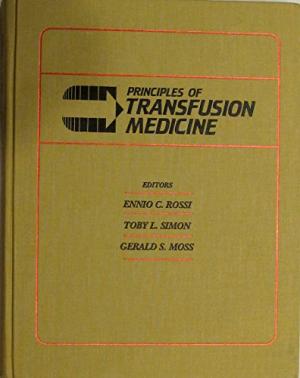 PRINCIPLES OF
TRANSFUSION
MEDICINE
EDITORS
ENNIO C. ROSSI
TOBY L. SIMON
GERALD S. MOSS